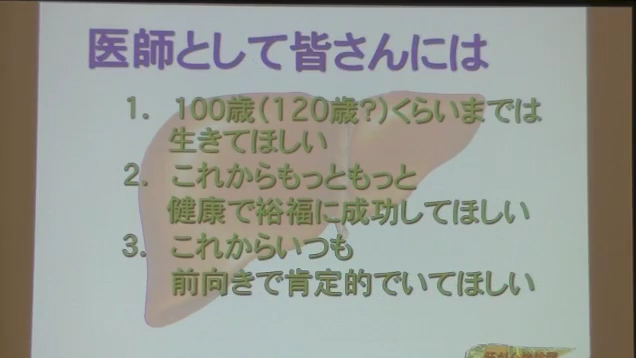 医師として皆さんには
1. 100歳(120歳?)くらいまでは
生きてほしい
2. これからもっともっと
健康で裕福に成功してほしい
3. これからいつも
前向きで肯定的でいてほしい